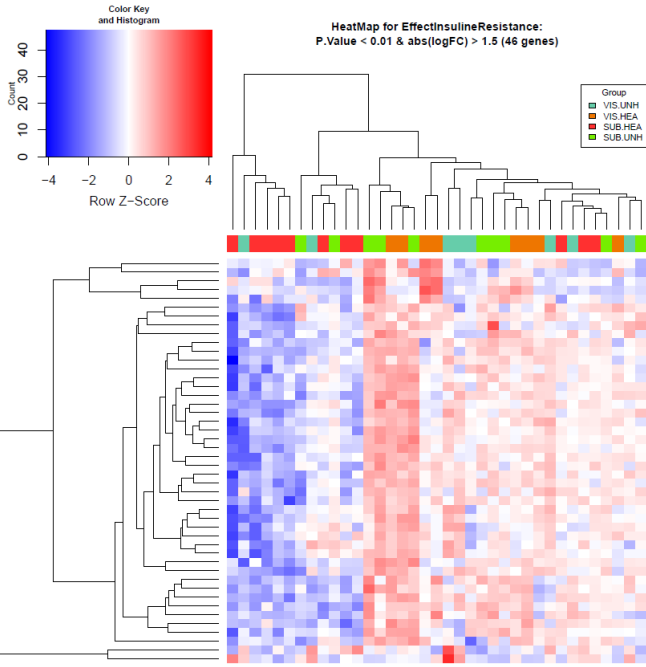 Color Key
and Histogram
Count
0 10 20 30 40
−4 −2 0 2 4
Row Z−Score
HeatMap for EffectInsulineResistance:
P.Value < 0.01 & abs(logFC) > 1.5 (46 genes)
Group
VIS.UNH
VIS.HEA
SUB.HEA
SUB.UNH